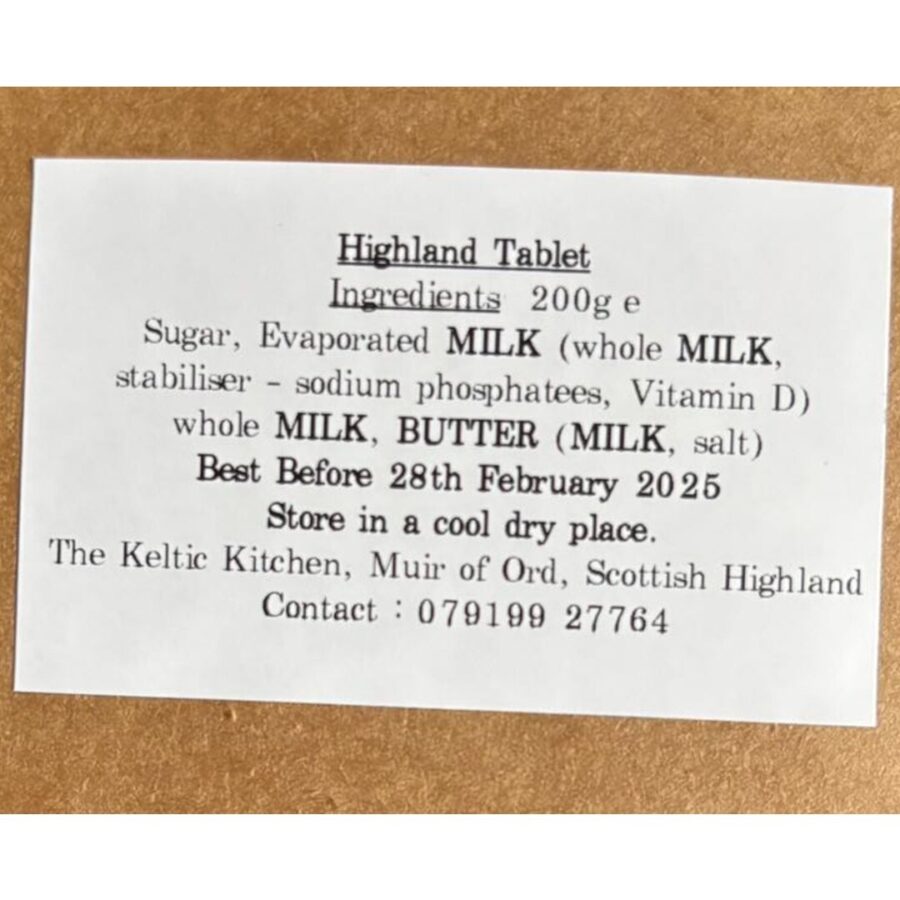 Highland Tablet
Ingredients 200g e
Sugar, Evaporated MILK (whole MILK,
stabiliser - sodium phosphatees, Vitamin D)
whole MILK, BUTTER (MILK, salt)
Best Before 28th February 2025
Store in a cool dry place.
The Keltic Kitchen, Muir of Ord, Scottish Highland
Contact : 079199 27764